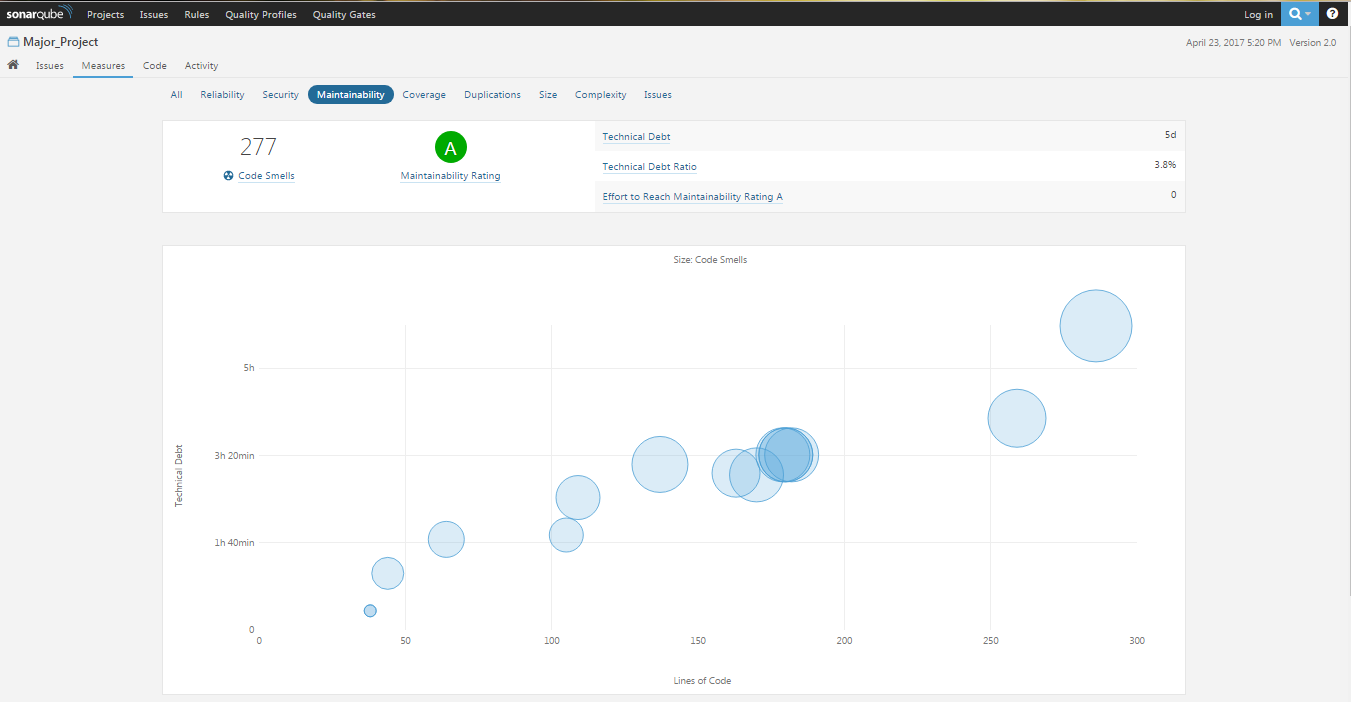 sonarqube Projects Issues Rules Quality Profiles Quality Gates Log in ?
Major_Project April 23, 2017 5:20 PM Version 2.0
Issues Measures Code Activity
All Reliability Security Maintainability Coverage Duplications Size Complexity Issues
277 A
Code Smells Maintainability Rating
Technical Debt 5d
Technical Debt Ratio 3.8%
Effort to Reach Maintainability Rating A 0
Size: Code Smells
5h
3h 20min
Technical Debt
1h 40min
0
0 50 100 150 200 250 300
Lines of Code